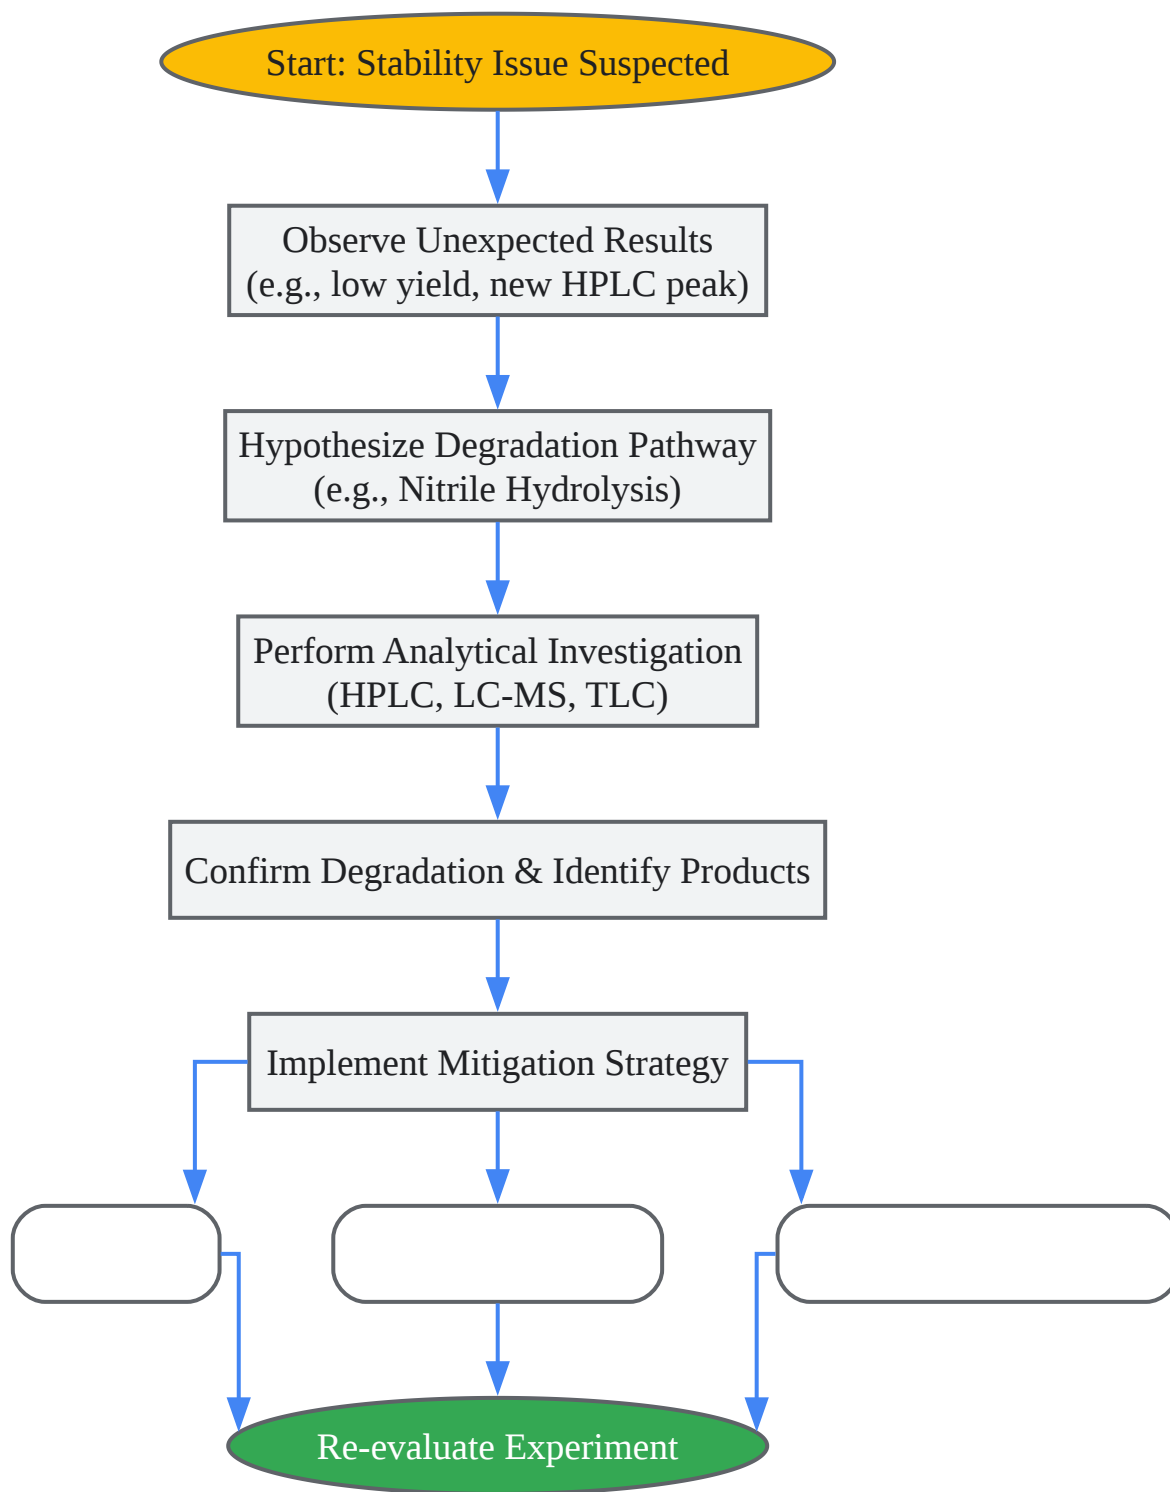 Start: Stability Issue Suspected
Observe Unexpected Results
(e.g., low yield, new HPLC peak)
Hypothesize Degradation Pathway
(e.g., Nitrile Hydrolysis)
Perform Analytical Investigation
(HPLC, LC-MS, TLC)
Confirm Degradation & Identify Products
Implement Mitigation Strategy
Re-evaluate Experiment